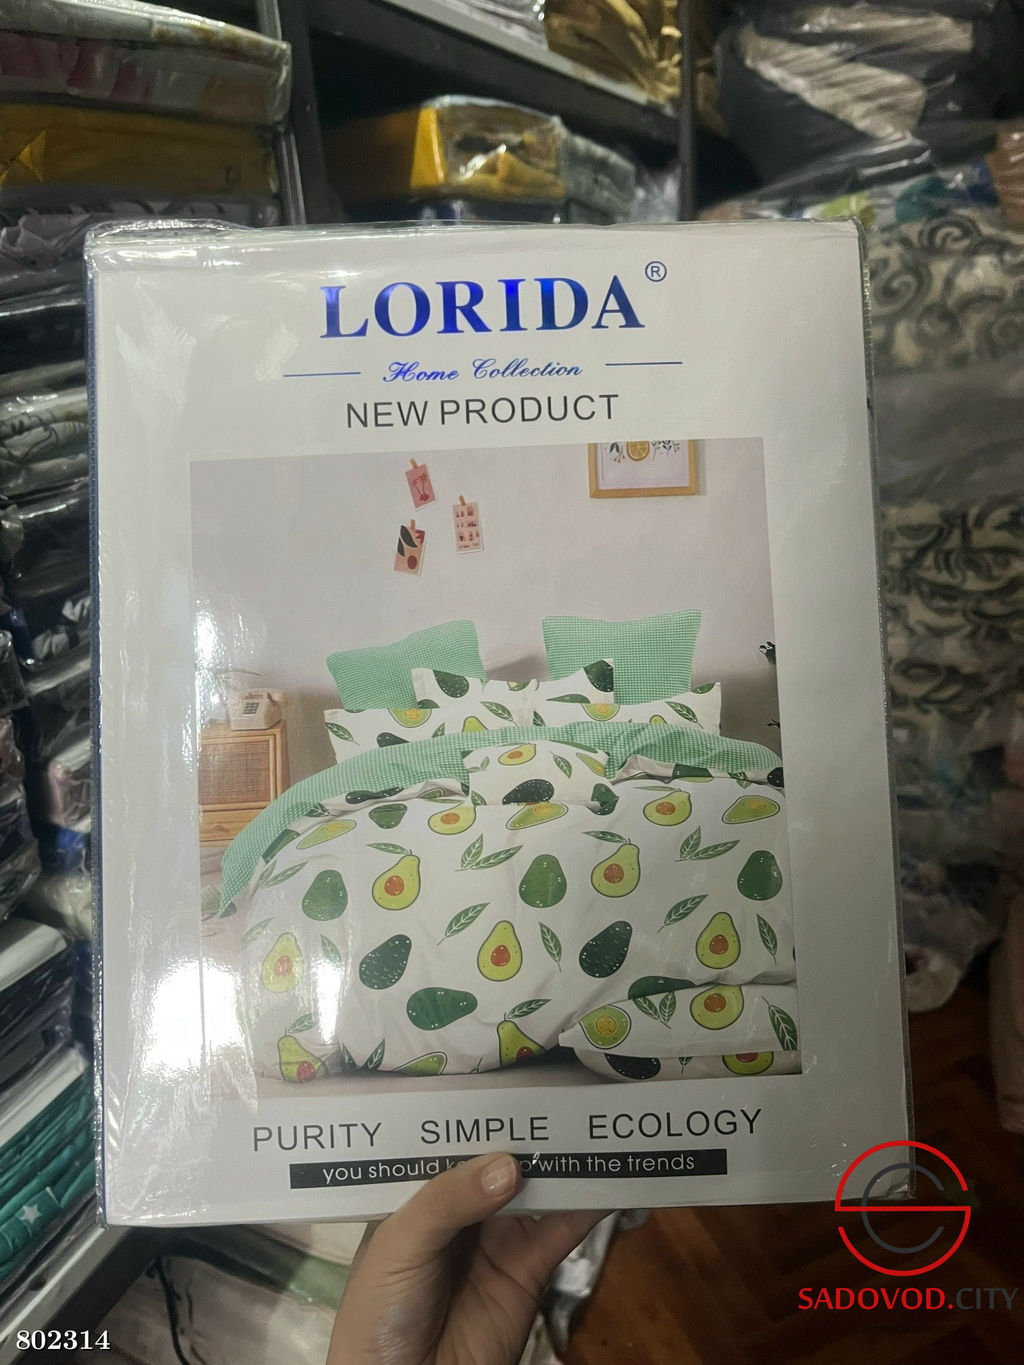 LORIDA®
Home Collection
NEW PRODUCT
PURITY SIMPLE ECOLOGY
you should with the trends
SADOVOD.CITY
802314